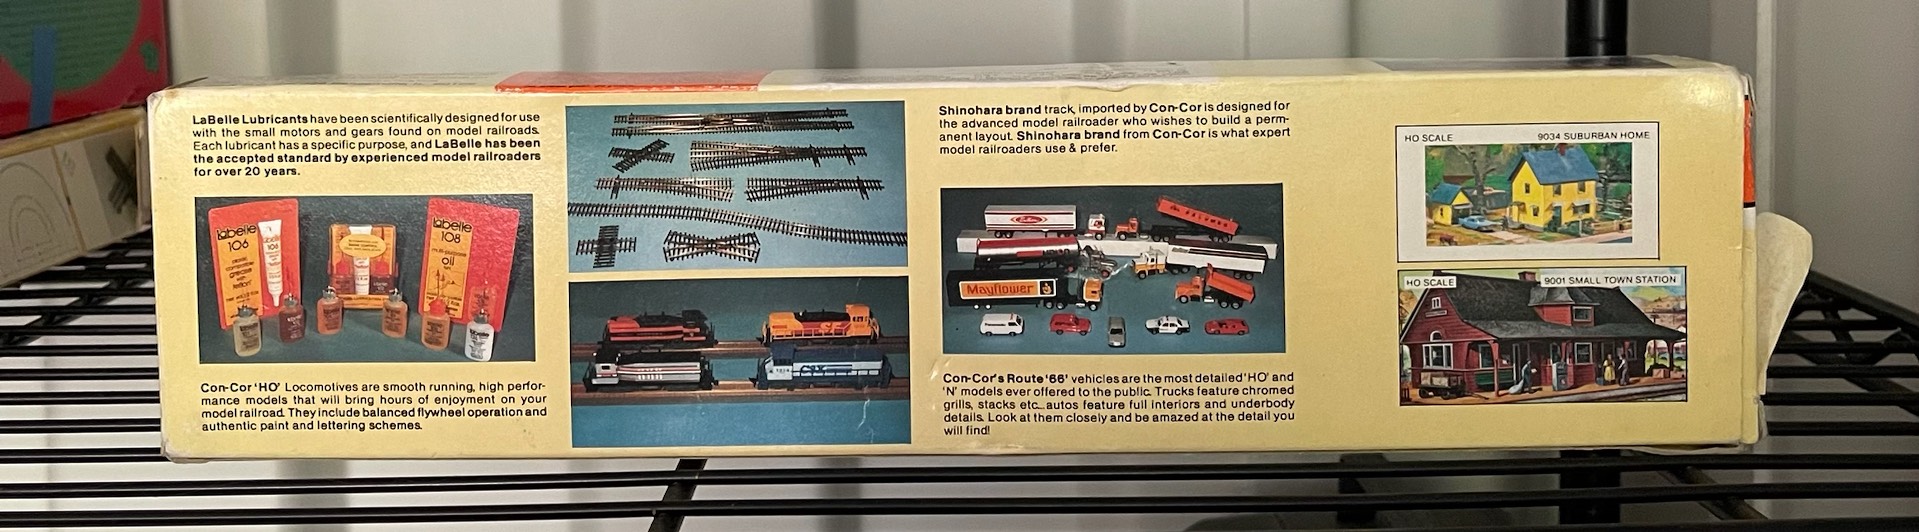 LaBelle Lubricants have been scientifically designed for use
with the small motors and gears found on model railroads.
Each lubricant has a specific purpose, and LaBelle has been
the accepted standard by experienced model railroaders
for over 20 years.
labelle
106
labelle
108
oil
Con-Cor 'HO' Locomotives are smooth running, high perfor-
mance models that will bring hours of enjoyment on your
model railroad. They include balanced flywheel operation and
authentic paint and lettering schemes.
Shinohara brand track, imported by Con-Cor is designed for
the advanced model railroader who wishes to build a perm-
anent layout. Shinohara brand from Con-Cor is what expert
model railroaders use & prefer.
Mayflower
Con-Cor's Route '66' vehicles are the most detailed 'HO' and
'N' models ever offered to the public. Trucks feature chromed
grills, stacks etc... autos feature full interiors and underbody
details. Look at them closely and be amazed at the detail you
will find!
HO SCALE 9034 SUBURBAN HOME
HO SCALE 9001 SMALL TOWN STATION